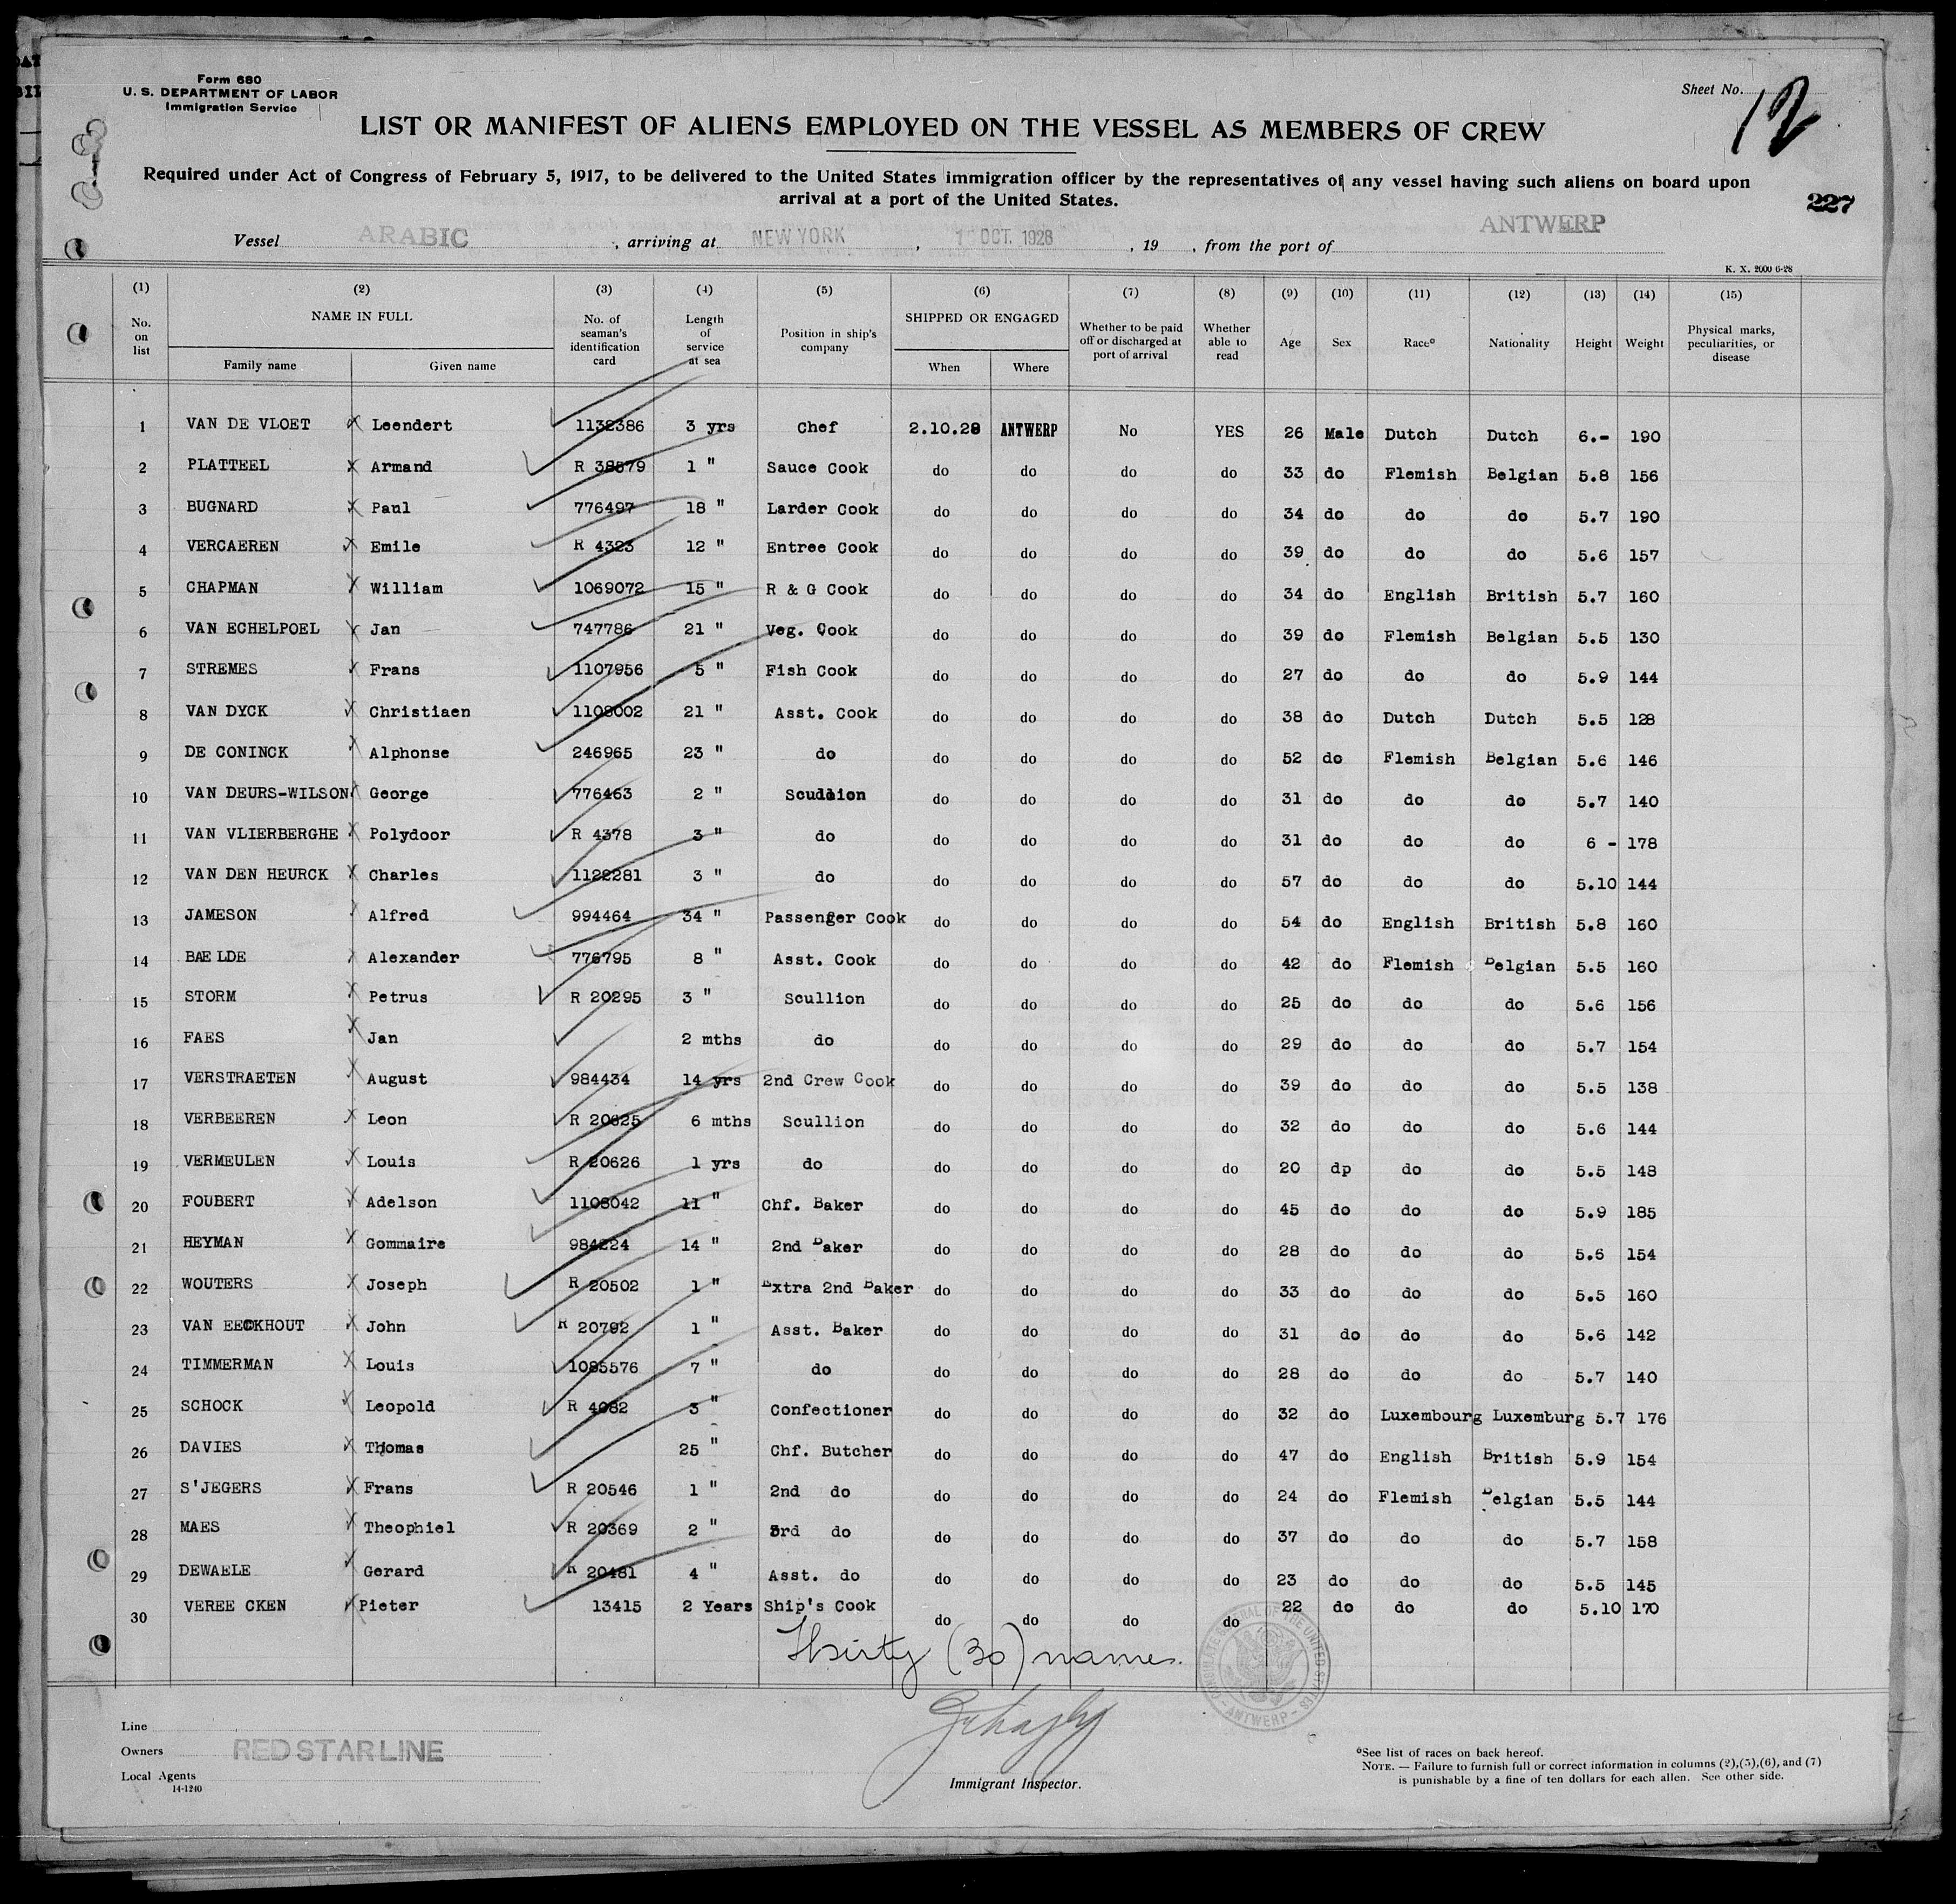 Form 680
U. S. DEPARTMENT OF LABOR
Immigration Service
Sheet No. 12
LIST OR MANIFEST OF ALIENS EMPLOYED ON THE VESSEL AS MEMBERS OF CREW
Required under Act of Congress of February 5, 1917, to be delivered to the United States immigration officer by the representatives of any vessel having such aliens on board upon
arrival at a port of the United States.
227
Vessel ARABIC, arriving at NEW YORK, 1 OCT. 1928, 19 , from the port of ANTWERP
K. X. 2000 6-28
(1) (2) (3) (4) (5) (6) (7) (8) (9) (10) (11) (12) (13) (14) (15)
No. on list NAME IN FULL Family name Given name No. of seaman's identification card Length of service at sea Position in ship's company SHIPPED OR ENGAGED When Where Whether to be paid off or discharged at port of arrival Whether able to read Age Sex Race° Nationality Height Weight Physical marks, peculiarities, or disease
1 VAN DE VLOET Leendert 1132386 3 yrs Chef 2.10.28 ANTWERP No YES 26 Male Dutch Dutch 6.- 190
2 PLATTEEL Armand R 38579 1 " Sauce Cook do do do do 33 do Flemish Belgian 5.8 156
3 BUGNARD Paul 776497 18 " Larder Cook do do do do 34 do do do 5.7 190
4 VERCAEREN Emile R 4323 12 " Entree Cook do do do do 39 do do do 5.6 157
5 CHAPMAN William 1069072 15 " R & G Cook do do do do 34 do English British 5.7 160
6 VAN ECHELPOEL Jan 747786 21 " Veg. Cook do do do do 39 do Flemish Belgian 5.5 130
7 STREMES Frans 1107956 5 " Fish Cook do do do do 27 do do do 5.9 144
8 VAN DYCK Christiaen 1108002 21 " Asst. Cook do do do do 38 do Dutch Dutch 5.5 128
9 DE CONINCK Alphonse 246965 23 " do do do do do 52 do Flemish Belgian 5.6 146
10 VAN DEURS-WILSON George 776463 2 " Scullion do do do do 31 do do do 5.7 140
11 VAN VLIERBERGHE Polydoor R 4378 3 " do do do do do 31 do do do 6 - 178
12 VAN DEN HEURCK Charles 1122281 3 " do do do do do 57 do do do 5.10 144
13 JAMESON Alfred 994464 34 " Passenger Cook do do do do 54 do English British 5.8 160
14 BAELDE Alexander 776795 8 " Asst. Cook do do do do 42 do Flemish Belgian 5.5 160
15 STORM Petrus R 20295 3 " Scullion do do do do 25 do do do 5.6 156
16 FAES Jan 2 mths do do do do do 29 do do do 5.7 154
17 VERSTRAETEN August 984434 14 yrs 2nd Crew Cook do do do do 39 do do do 5.5 138
18 VERBEEREN Leon R 20625 6 mths Scullion do do do do 32 do do do 5.6 144
19 VERMEULEN Louis R 20626 1 yrs do do do do do 20 dp do do 5.5 148
20 FOUBERT Adelson 1108042 11 " Chf. Baker do do do do 45 do do do 5.9 185
21 HEYMAN Gommaire 984224 14 " 2nd Baker do do do do 28 do do do 5.6 154
22 WOUTERS Joseph R 20502 1 " Extra 2nd Baker do do do do 33 do do do 5.5 160
23 VAN EECKHOUT John R 20792 1 " Asst. Baker do do do do 31 do do do 5.6 142
24 TIMMERMAN Louis 1085576 7 " do do do do do 28 do do do 5.7 140
25 SCHOCK Leopold R 4082 3 " Confectioner do do do do 32 do Luxembourg Luxemburg 5.7 176
26 DAVIES Thomas 25 " Chf. Butcher do do do do 47 do English British 5.9 154
27 S'JEGERS Frans R 20546 1 " 2nd do do do do do 24 do Flemish Belgian 5.5 144
28 MAES Theophiel R 20369 2 " 3rd do do do do do 37 do do do 5.7 158
29 DEWAELE Gerard R 20481 4 " Asst. do do do do do 23 do do do 5.5 145
30 VEREE CKEN Pieter 13415 2 Years Ship's Cook do do do do 22 do do do 5.10 170
Thirty (30) names.
CONSULATE GENERAL OF THE UNITED STATES - ANTWERP -
Line
Owners RED STAR LINE
Local Agents
14-1240
Immigrant Inspector.
°See list of races on back hereof.
NOTE. — Failure to furnish full or correct information in columns (2),(5),(6), and (7)
is punishable by a fine of ten dollars for each alien. See other side.